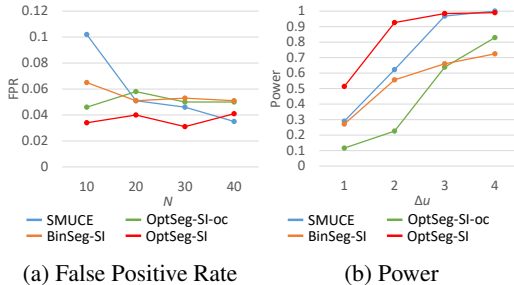 0.12
0.1
0.08
0.06
0.04
0.02
0
FPR
10 20 30 40
N
SMUCE OptSeg-SI-oc
BinSeg-SI OptSeg-SI
(a) False Positive Rate
1
0.9
0.8
0.7
0.6
0.5
0.4
0.3
0.2
0.1
0
Power
1 2 3 4
Δu
SMUCE OptSeg-SI-oc
BinSeg-SI OptSeg-SI
(b) Power